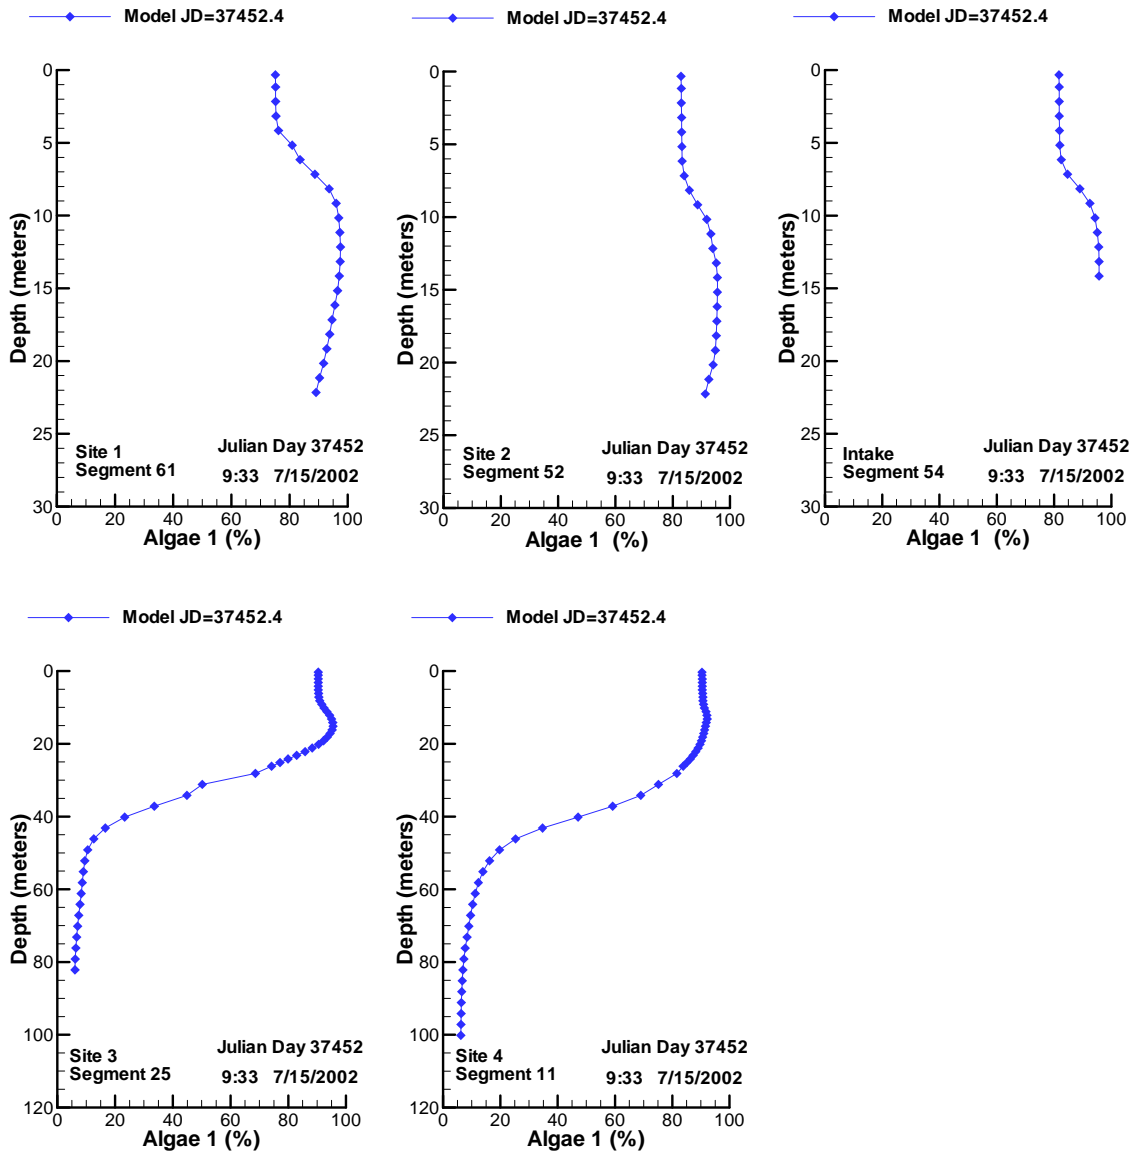 Model JD=37452.4
0
5
10
15
20
25
30
0 20 40 60 80 100
Depth (meters)
Algae 1 (%)
Site 1
Segment 61
Julian Day 37452
9:33 7/15/2002
Model JD=37452.4
0
5
10
15
20
25
30
0 20 40 60 80 100
Depth (meters)
Algae 1 (%)
Site 2
Segment 52
Julian Day 37452
9:33 7/15/2002
Model JD=37452.4
0
5
10
15
20
25
30
0 20 40 60 80 100
Depth (meters)
Algae 1 (%)
Intake
Segment 54
Julian Day 37452
9:33 7/15/2002
Model JD=37452.4
0
20
40
60
80
100
120
0 20 40 60 80 100
Depth (meters)
Algae 1 (%)
Site 3
Segment 25
Julian Day 37452
9:33 7/15/2002
Model JD=37452.4
0
20
40
60
80
100
120
0 20 40 60 80 100
Depth (meters)
Algae 1 (%)
Site 4
Segment 11
Julian Day 37452
9:33 7/15/2002